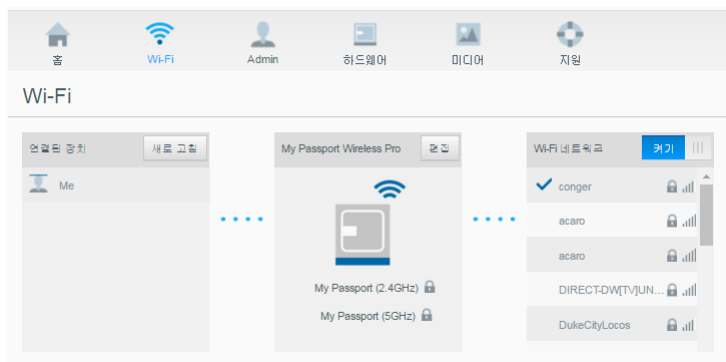 홈 Wi-Fi Admin 하드웨어 미디어 지원
Wi-Fi
연결된 장치 새로 고침
Me
My Passport Wireless Pro 편집
My Passport (2.4GHz)
My Passport (5GHz)
Wi-Fi 네트워크 켜기
conger
acaro
acaro
DIRECT-DW[TV]UN...
DukeCityLocos